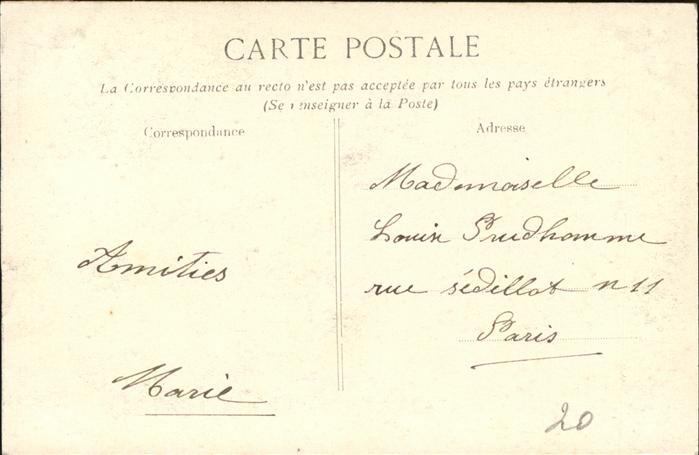 CARTE POSTALE
La Correspondance au recto n'est pas acceptée par tous les pays étrangers
(Se renseigner à la Poste)
Correspondance
Amitiés
Marie
Adresse
Mademoiselle
Louise Prudhomme
rue sédillot n 11
Paris
20